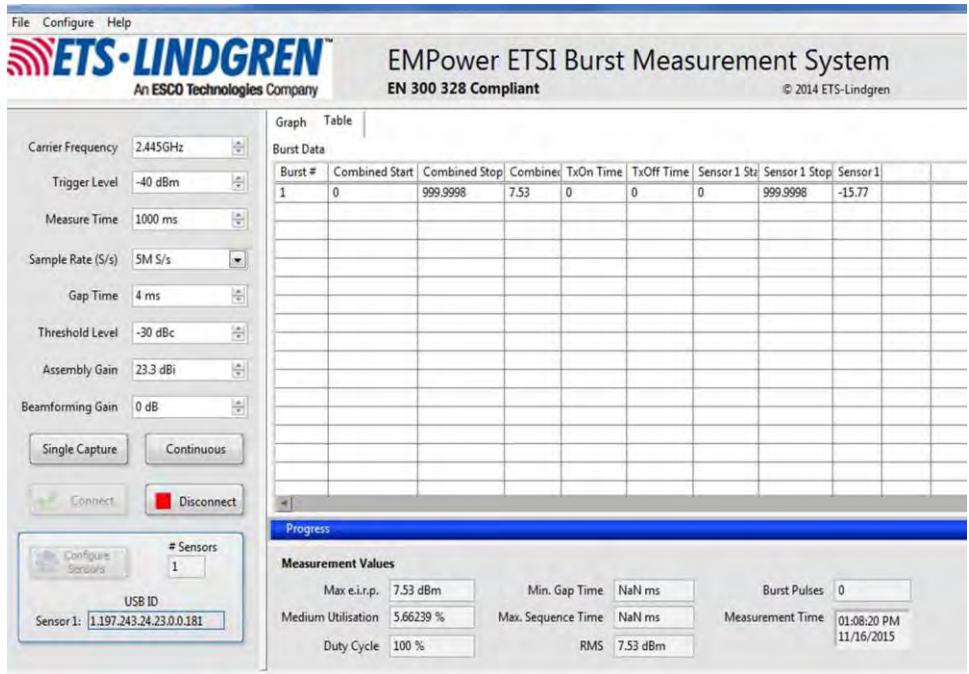 File Configure Help
ETS·LINDGREN™
An ESCO Technologies Company
EMPower ETSI Burst Measurement System
EN 300 328 Compliant
© 2014 ETS-Lindgren
Carrier Frequency 2.445GHz
Trigger Level -40 dBm
Measure Time 1000 ms
Sample Rate (S/s) 5M S/s
Gap Time 4 ms
Threshold Level -30 dBc
Assembly Gain 23.3 dBi
Beamforming Gain 0 dB
Single Capture Continuous
Connect Disconnect
Configure Sensors
# Sensors
1
USB ID
Sensor 1: 1.197.243.24.23.0.0.181
Graph Table
Burst Data
Burst # Combined Start Combined Stop Combined TxOn Time TxOff Time Sensor 1 Sta Sensor 1 Stop Sensor 1
1 0 999.9998 7.53 0 0 0 999.9998 -15.77
Progress
Measurement Values
Max e.i.r.p. 7.53 dBm Min. Gap Time NaN ms Burst Pulses 0
Medium Utilisation 5.66239 % Max. Sequence Time NaN ms Measurement Time 01:08:20 PM
11/16/2015
Duty Cycle 100 % RMS 7.53 dBm